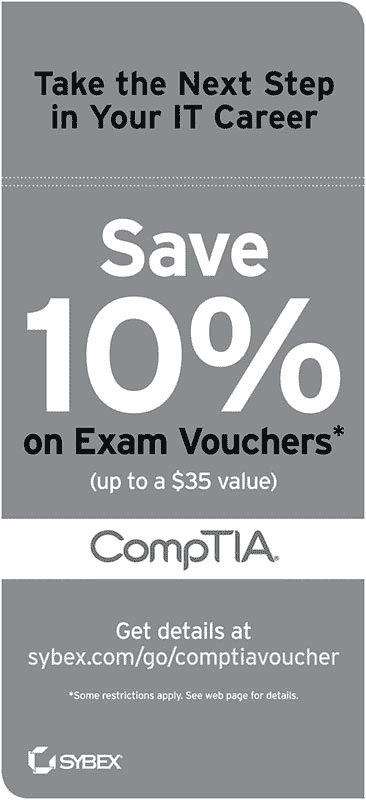 Take the Next Step
in Your IT Career
Save
10%
on Exam Vouchers*
(up to a $35 value)
CompTIA®
Get details at
sybex.com/go/comptiavoucher
*Some restrictions apply. See web page for details.
SYBEX®